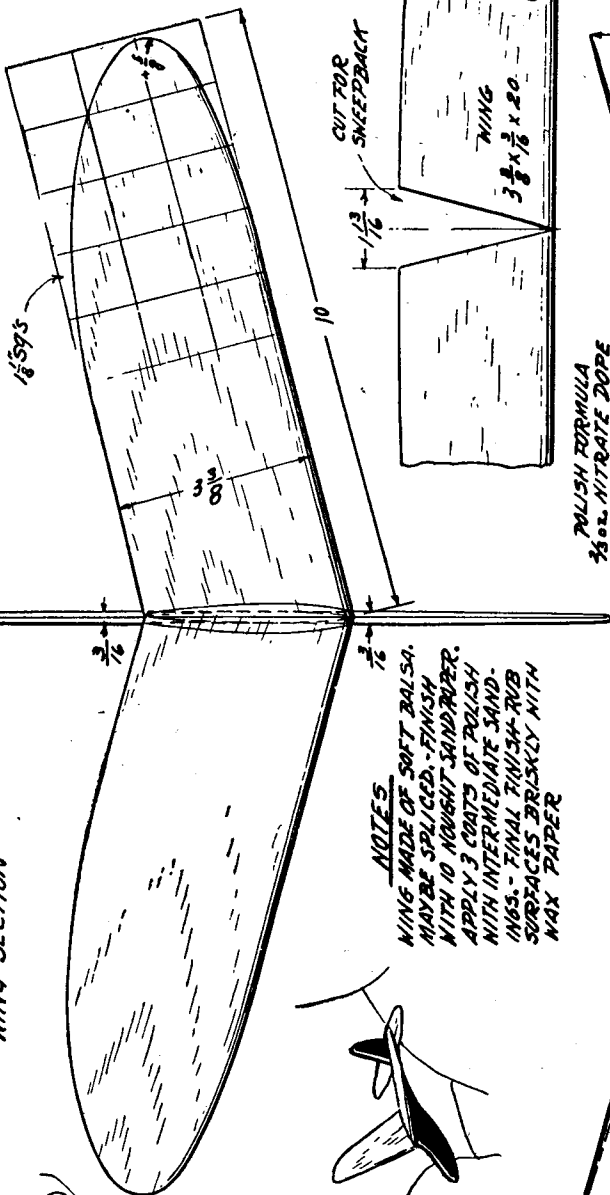 WING SECTION
1 1/8" SQ'S
10
3 3/8
3/16
3/16
CUT FOR
SWEEPBACK
1 3/16
WING
3 3/8 x 3/16 x 20
NOTES
WING MADE OF SOFT BALSA.
MAYBE SPLICED.-FINISH
WITH 10 NOUGHT SANDPAPER.
APPLY 3 COATS OF POLISH
WITH INTERMEDIATE SAND-
INGS.- FINAL FINISH-RUB
SURFACES BRISKLY WITH
WAX PAPER
POLISH FORMULA
2/3 oz. NITRATE DOPE